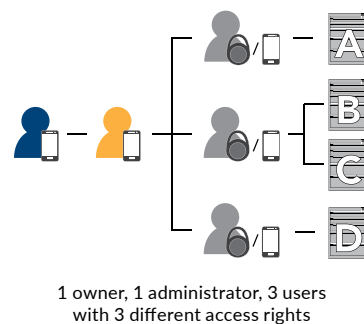 A
B
C
D
1 owner, 1 administrator, 3 users
with 3 different access rights